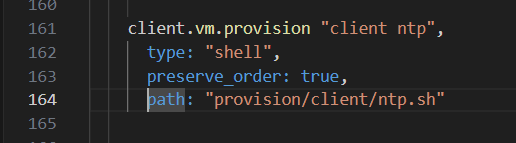 160
161 client.vm.provision "client ntp",
162 type: "shell",
163 preserve_order: true,
164 path: "provision/client/ntp.sh"
165